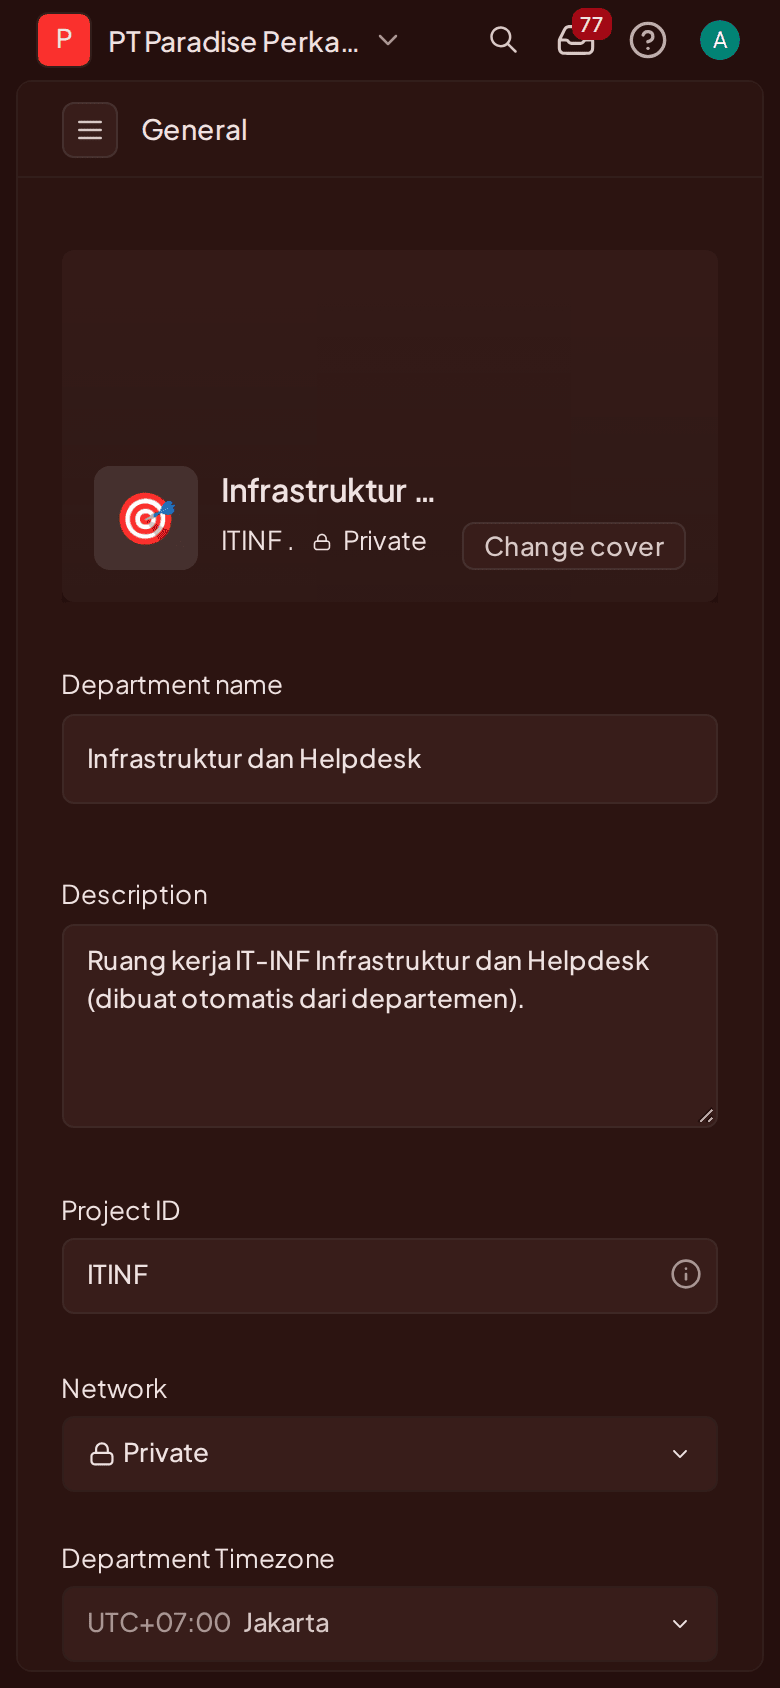 P
PT Paradise Perka...
77
A
General
Infrastruktur ...
ITINF .
Private
Change cover
Department name
Infrastruktur dan Helpdesk
Description
Ruang kerja IT-INF Infrastruktur dan Helpdesk
(dibuat otomatis dari departemen).
Project ID
ITINF
Network
Private
Department Timezone
UTC+07:00 Jakarta